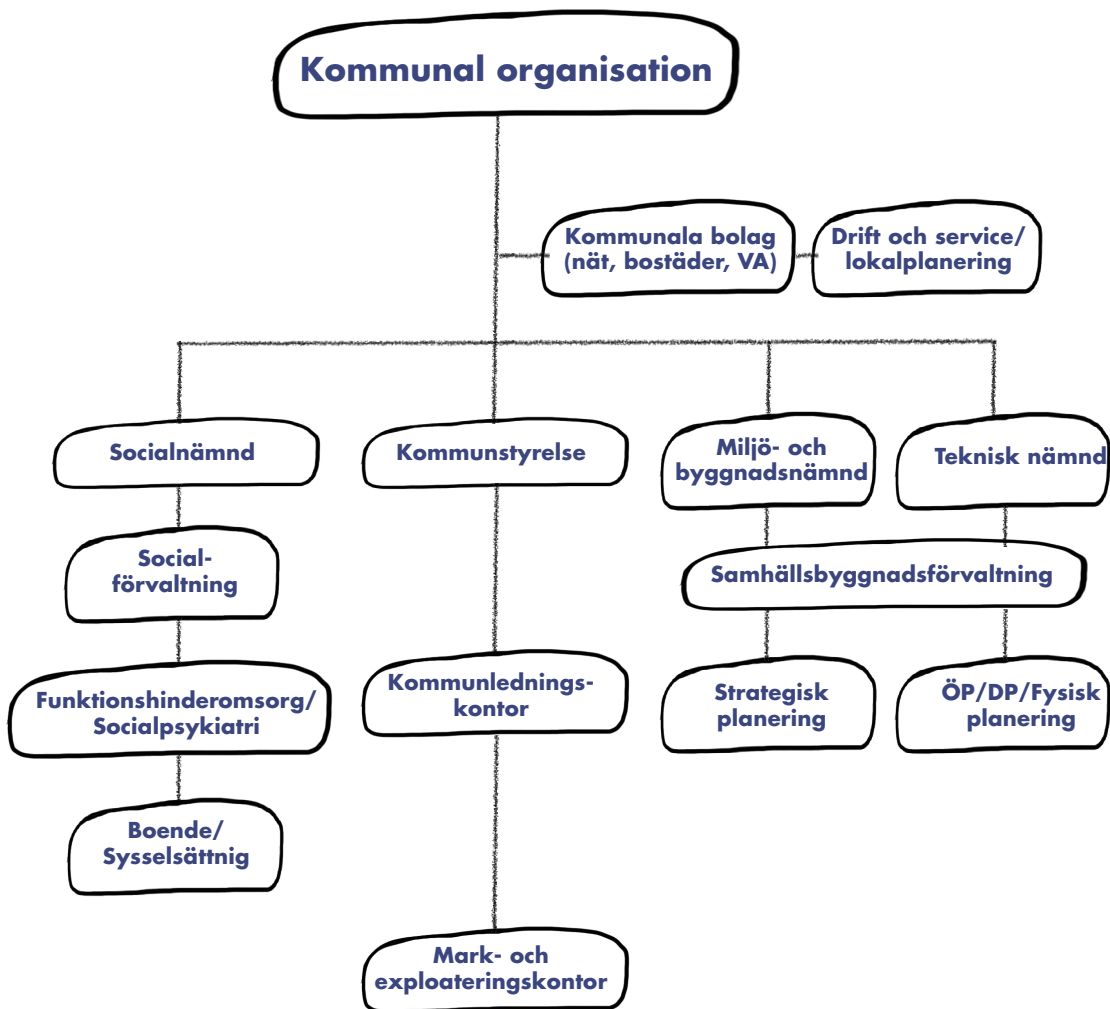 Kommunal organisation
Kommunala bolag
(nät, bostäder, VA)
Drift och service/
lokalplanering
Socialnämnd
Kommunstyrelse
Miljö- och
byggnadsnämnd
Teknisk nämnd
Social-
förvaltning
Samhällsbyggnadsförvaltning
Funktionshinderomsorg/
Socialpsykiatri
Kommunlednings-
kontor
Strategisk
planering
ÖP/DP/Fysisk
planering
Boende/
Sysselsättnig
Mark- och
exploateringskontor